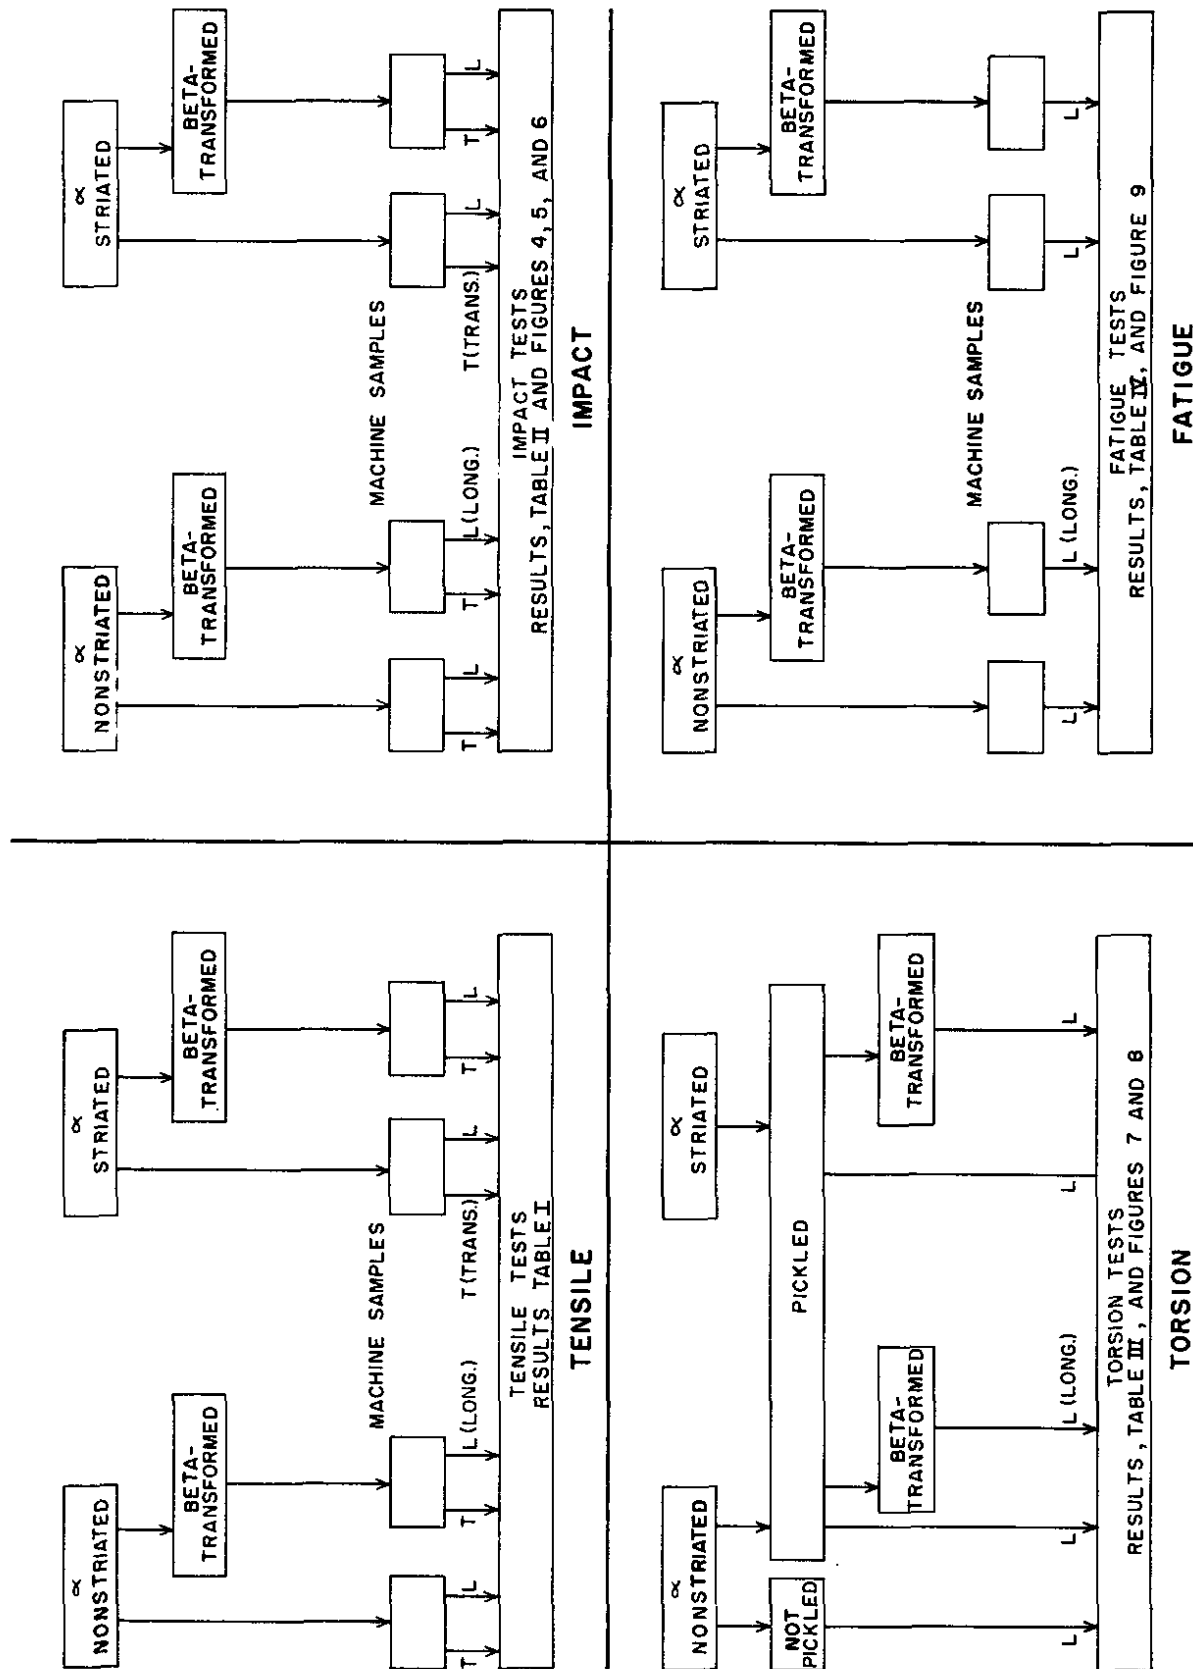 α
NONSTRIATED
α
STRIATED
BETA-
TRANSFORMED
BETA-
TRANSFORMED
MACHINE SAMPLES
T
L
T
L (LONG.)
T (TRANS.)
L
T
L
TENSILE TESTS
RESULTS TABLE I
TENSILE
α
NONSTRIATED
α
STRIATED
BETA-
TRANSFORMED
BETA-
TRANSFORMED
MACHINE SAMPLES
T
L
T
L (LONG.)
T (TRANS.)
L
T
L
IMPACT TESTS
RESULTS, TABLE II AND FIGURES 4, 5, AND 6
IMPACT
α
NONSTRIATED
α
STRIATED
NOT
PICKLED
PICKLED
BETA-
TRANSFORMED
BETA-
TRANSFORMED
L
L
L (LONG.)
L
L
TORSION TESTS
RESULTS, TABLE III, AND FIGURES 7 AND 8
TORSION
α
NONSTRIATED
α
STRIATED
BETA-
TRANSFORMED
BETA-
TRANSFORMED
MACHINE SAMPLES
L
L (LONG.)
L
L
FATIGUE TESTS
RESULTS, TABLE IV, AND FIGURE 9
FATIGUE